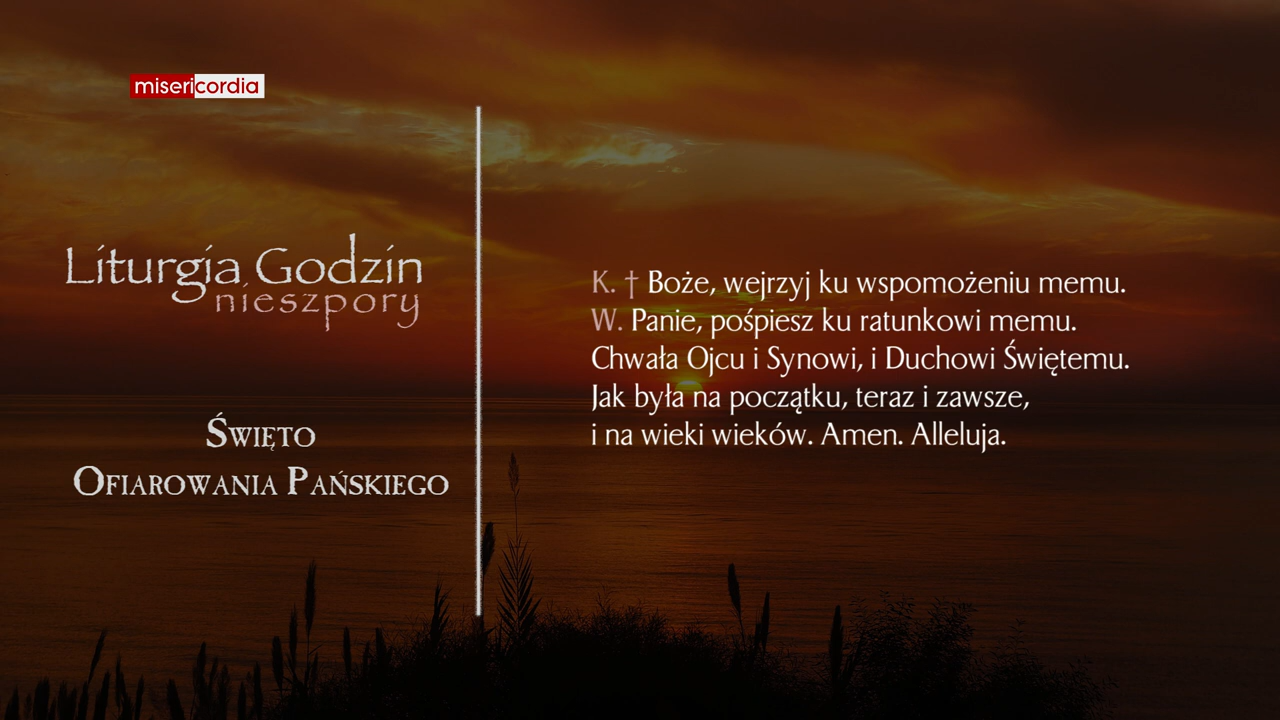 misericordia
Liturgia Godzin
nieszpory
Święto
Ofiarowania Pańskiego
K. † Boże, wejrzyj ku wspomożeniu memu.
W. Panie, pośpiesz ku ratunkowi memu.
Chwała Ojcu i Synowi, i Duchowi Świętemu.
Jak była na początku, teraz i zawsze,
i na wieki wieków. Amen. Alleluja.